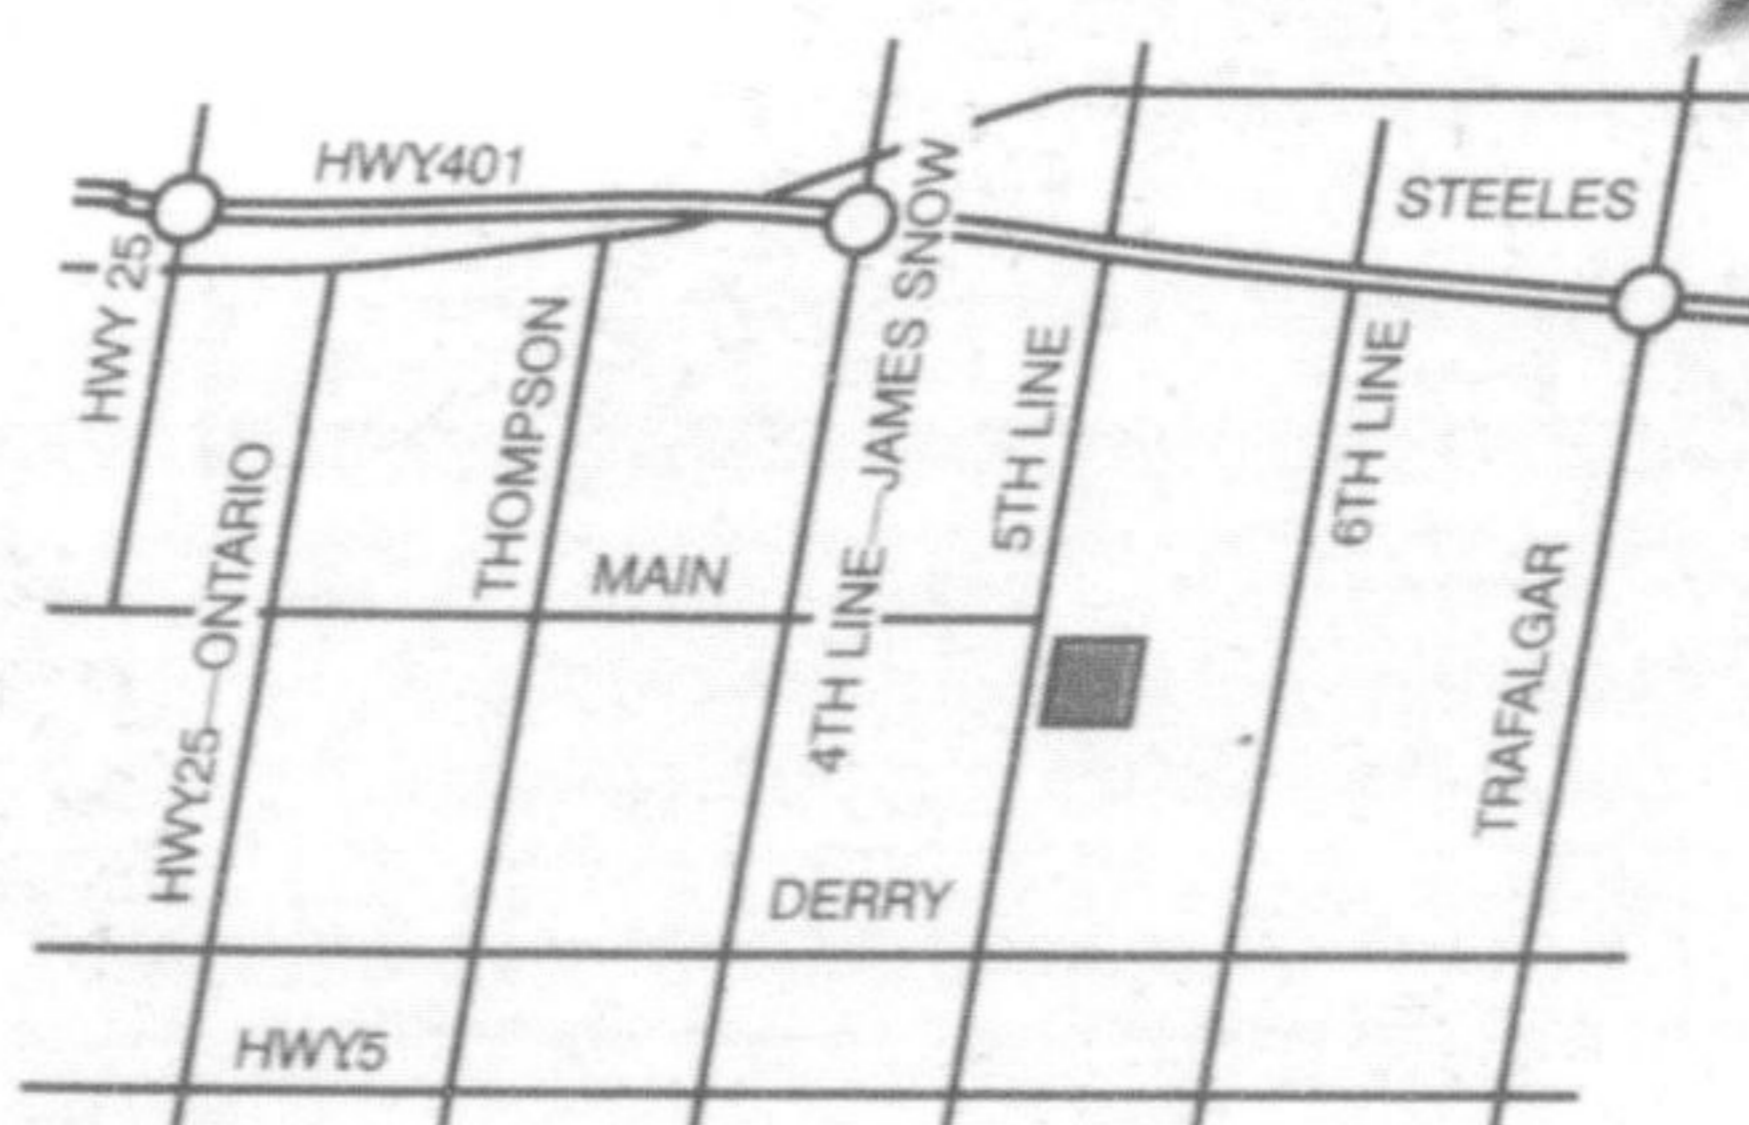 HWY401
STEELES
HWY 25
HWY25—ONTARIO
THOMPSON
MAIN
4TH LINE—JAMES SNOW
5TH LINE
6TH LINE
TRAFALGAR
DERRY
HWY5